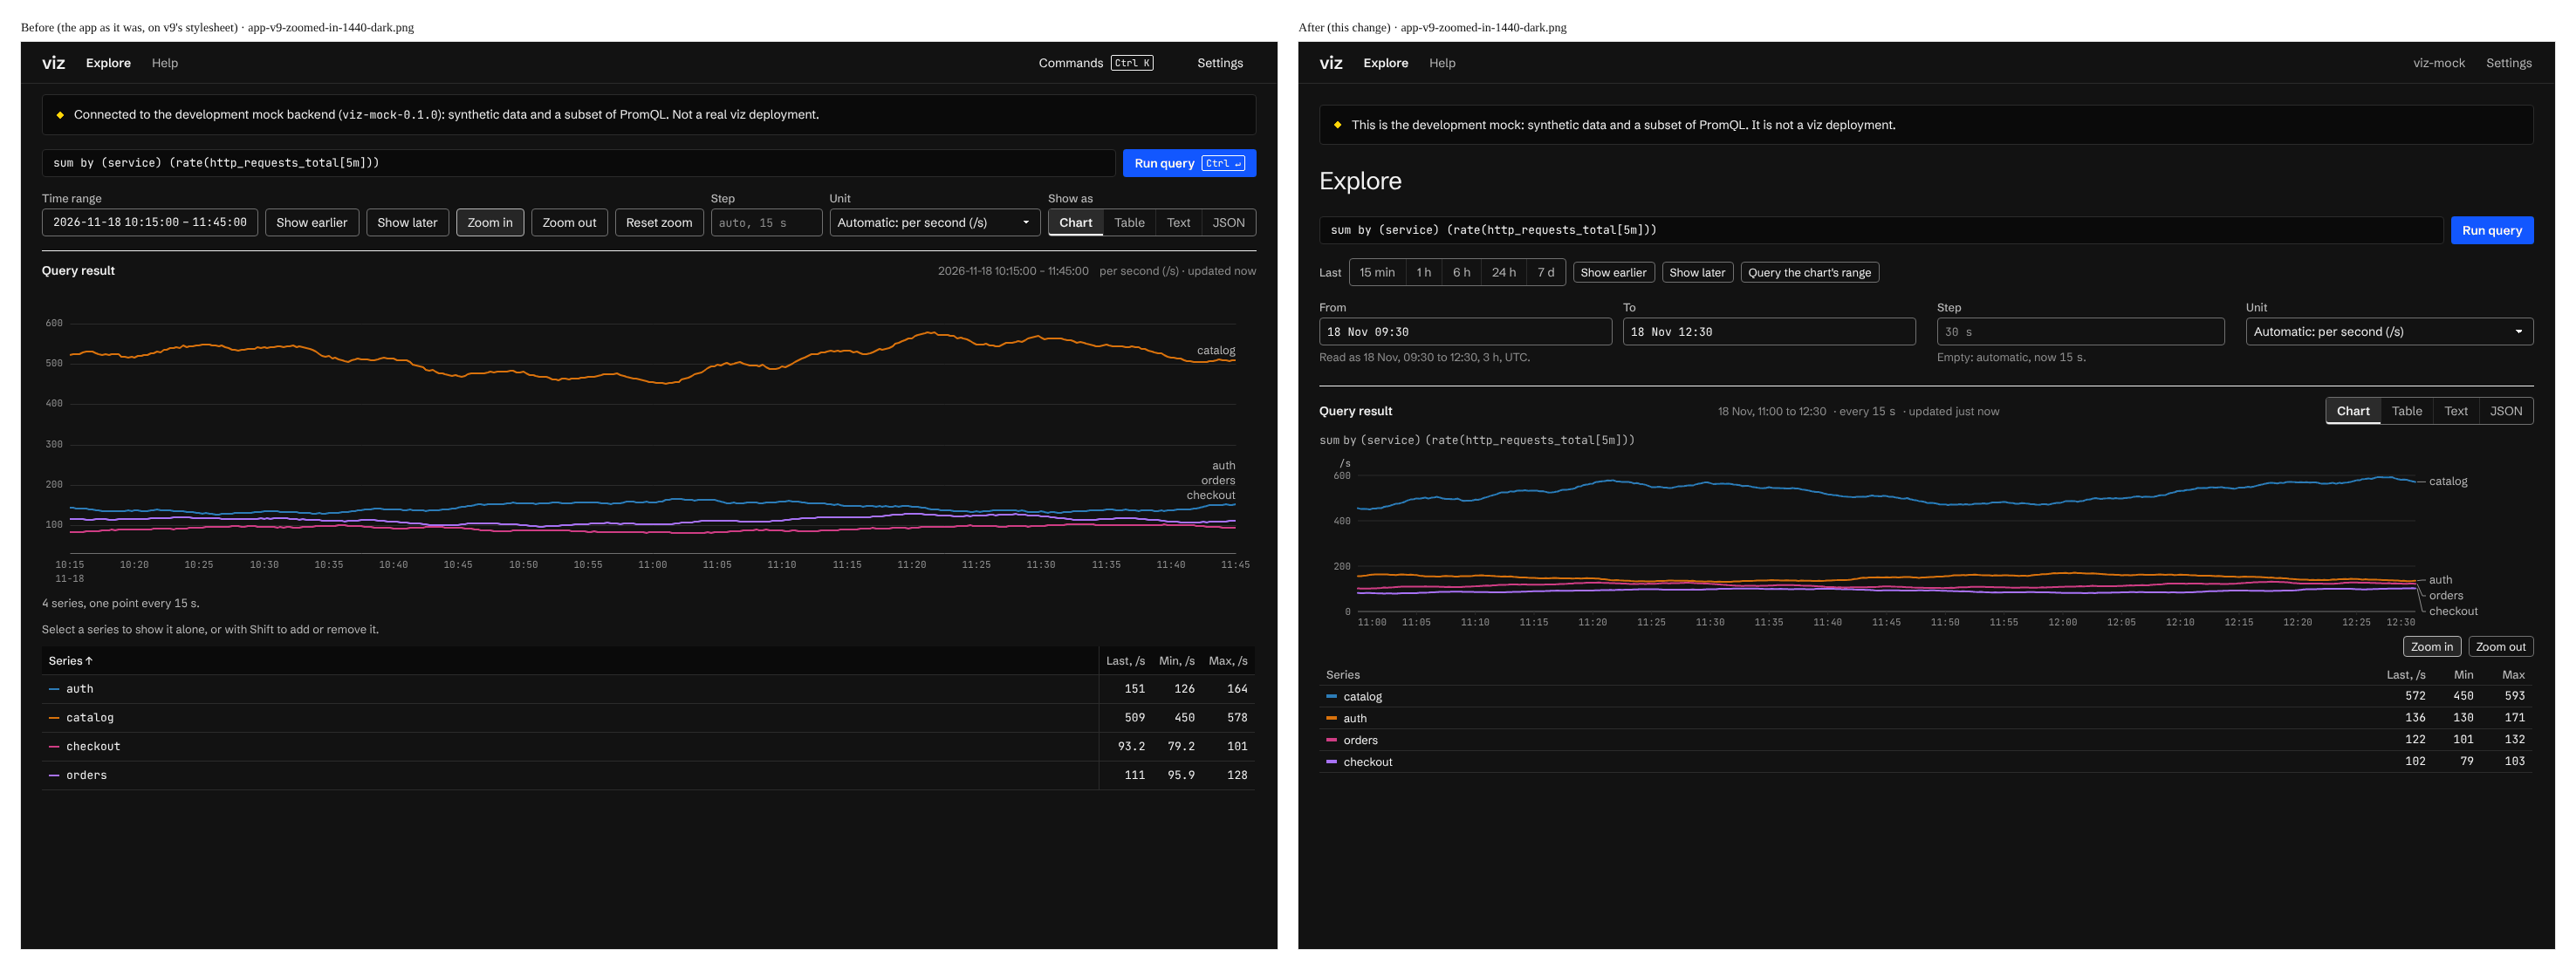 Before (the app as it was, on v9's stylesheet) · app-v9-zoomed-in-1440-dark.png
viz Explore Help Commands Ctrl K Settings
Connected to the development mock backend (viz-mock-0.1.0): synthetic data and a subset of PromQL. Not a real viz deployment.
sum by (service) (rate(http_requests_total[5m])) Run query Ctrl ↵
Time range Step Unit Show as
2026-11-18 10:15:00 – 11:45:00 Show earlier Show later Zoom in Zoom out Reset zoom auto, 15 s Automatic: per second (/s) Chart Table Text JSON
Query result 2026-11-18 10:15:00 – 11:45:00 per second (/s) · updated now
600
catalog
500
400
300
auth
orders
200
checkout
100
10:15 10:20 10:25 10:30 10:35 10:40 10:45 10:50 10:55 11:00 11:05 11:10 11:15 11:20 11:25 11:30 11:35 11:40 11:45
11-18
4 series, one point every 15 s.
Select a series to show it alone, or with Shift to add or remove it.
Series ↑ Last, /s Min, /s Max, /s
auth 151 126 164
catalog 509 450 578
checkout 93.2 79.2 101
orders 111 95.9 128
After (this change) · app-v9-zoomed-in-1440-dark.png
viz Explore Help viz-mock Settings
This is the development mock: synthetic data and a subset of PromQL. It is not a viz deployment.
Explore
sum by (service) (rate(http_requests_total[5m])) Run query
Last 15 min 1 h 6 h 24 h 7 d Show earlier Show later Query the chart's range
From To Step Unit
18 Nov 09:30 18 Nov 12:30 30 s Automatic: per second (/s)
Read as 18 Nov, 09:30 to 12:30, 3 h, UTC. Empty: automatic, now 15 s.
Query result 18 Nov, 11:00 to 12:30 · every 15 s · updated just now Chart Table Text JSON
sum by (service) (rate(http_requests_total[5m]))
/s
600
catalog
400
200
auth
orders
0 checkout
11:00 11:05 11:10 11:15 11:20 11:25 11:30 11:35 11:40 11:45 11:50 11:55 12:00 12:05 12:10 12:15 12:20 12:25 12:30
Zoom in Zoom out
Series Last, /s Min Max
catalog 572 450 593
auth 136 130 171
orders 122 101 132
checkout 102 79 103